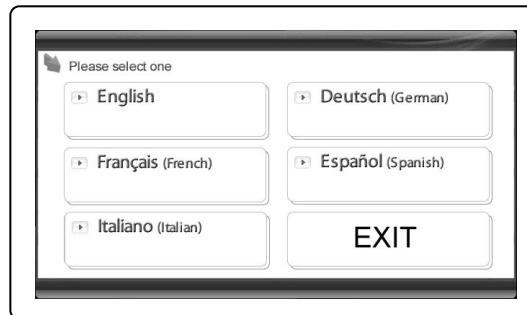 Please select one
English
Deutsch (German)
Français (French)
Español (Spanish)
Italiano (Italian)
EXIT